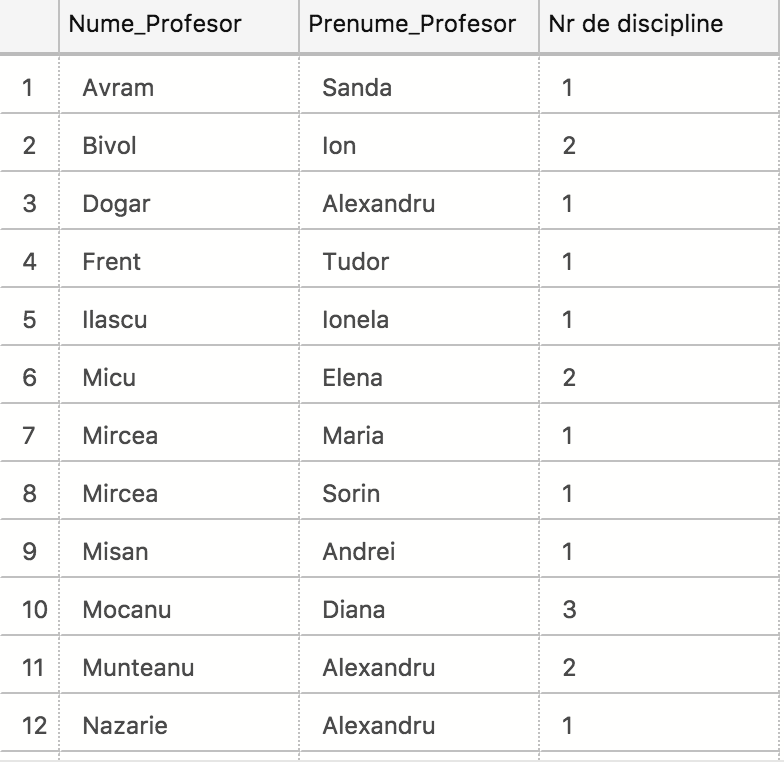 Nume_Profesor Prenume_Profesor Nr de discipline
1 Avram Sanda 1
2 Bivol Ion 2
3 Dogar Alexandru 1
4 Frent Tudor 1
5 Ilascu Ionela 1
6 Micu Elena 2
7 Mircea Maria 1
8 Mircea Sorin 1
9 Misan Andrei 1
10 Mocanu Diana 3
11 Munteanu Alexandru 2
12 Nazarie Alexandru 1